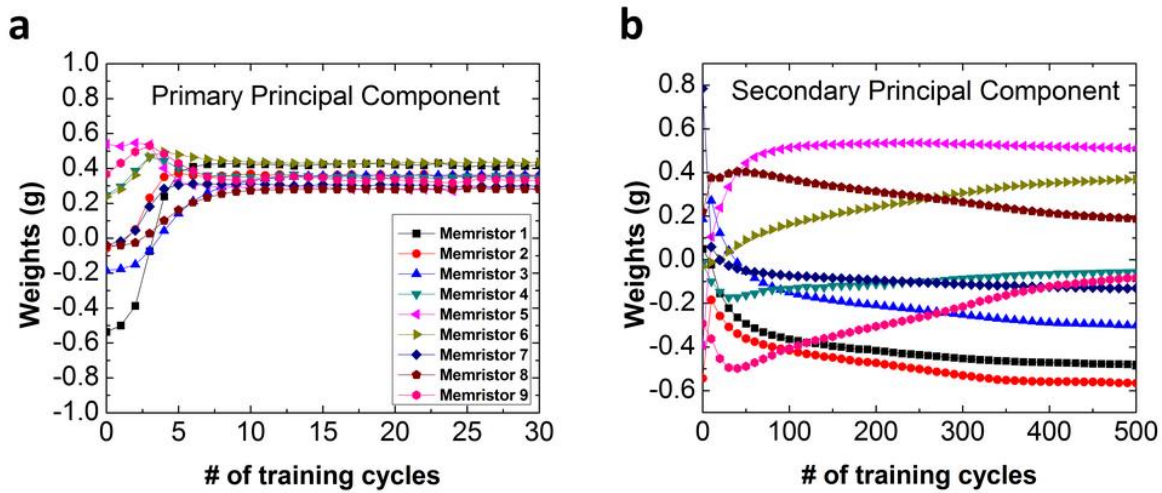 a
b
Primary Principal Component
Weights (g)
1.0
0.8
0.6
0.4
0.2
0.0
-0.2
-0.4
-0.6
-0.8
-1.0
Memristor 1
Memristor 2
Memristor 3
Memristor 4
Memristor 5
Memristor 6
Memristor 7
Memristor 8
Memristor 9
0 5 10 15 20 25 30
# of training cycles
Secondary Principal Component
Weights (g)
0.8
0.6
0.4
0.2
0.0
-0.2
-0.4
-0.6
0 100 200 300 400 500
# of training cycles